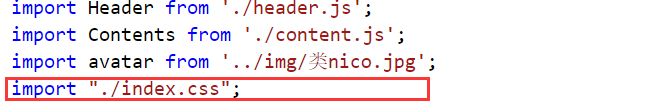 import Header from './header.js';
import Contents from './content.js';
import avatar from '../img/类nico.jpg';
import "./index.css";